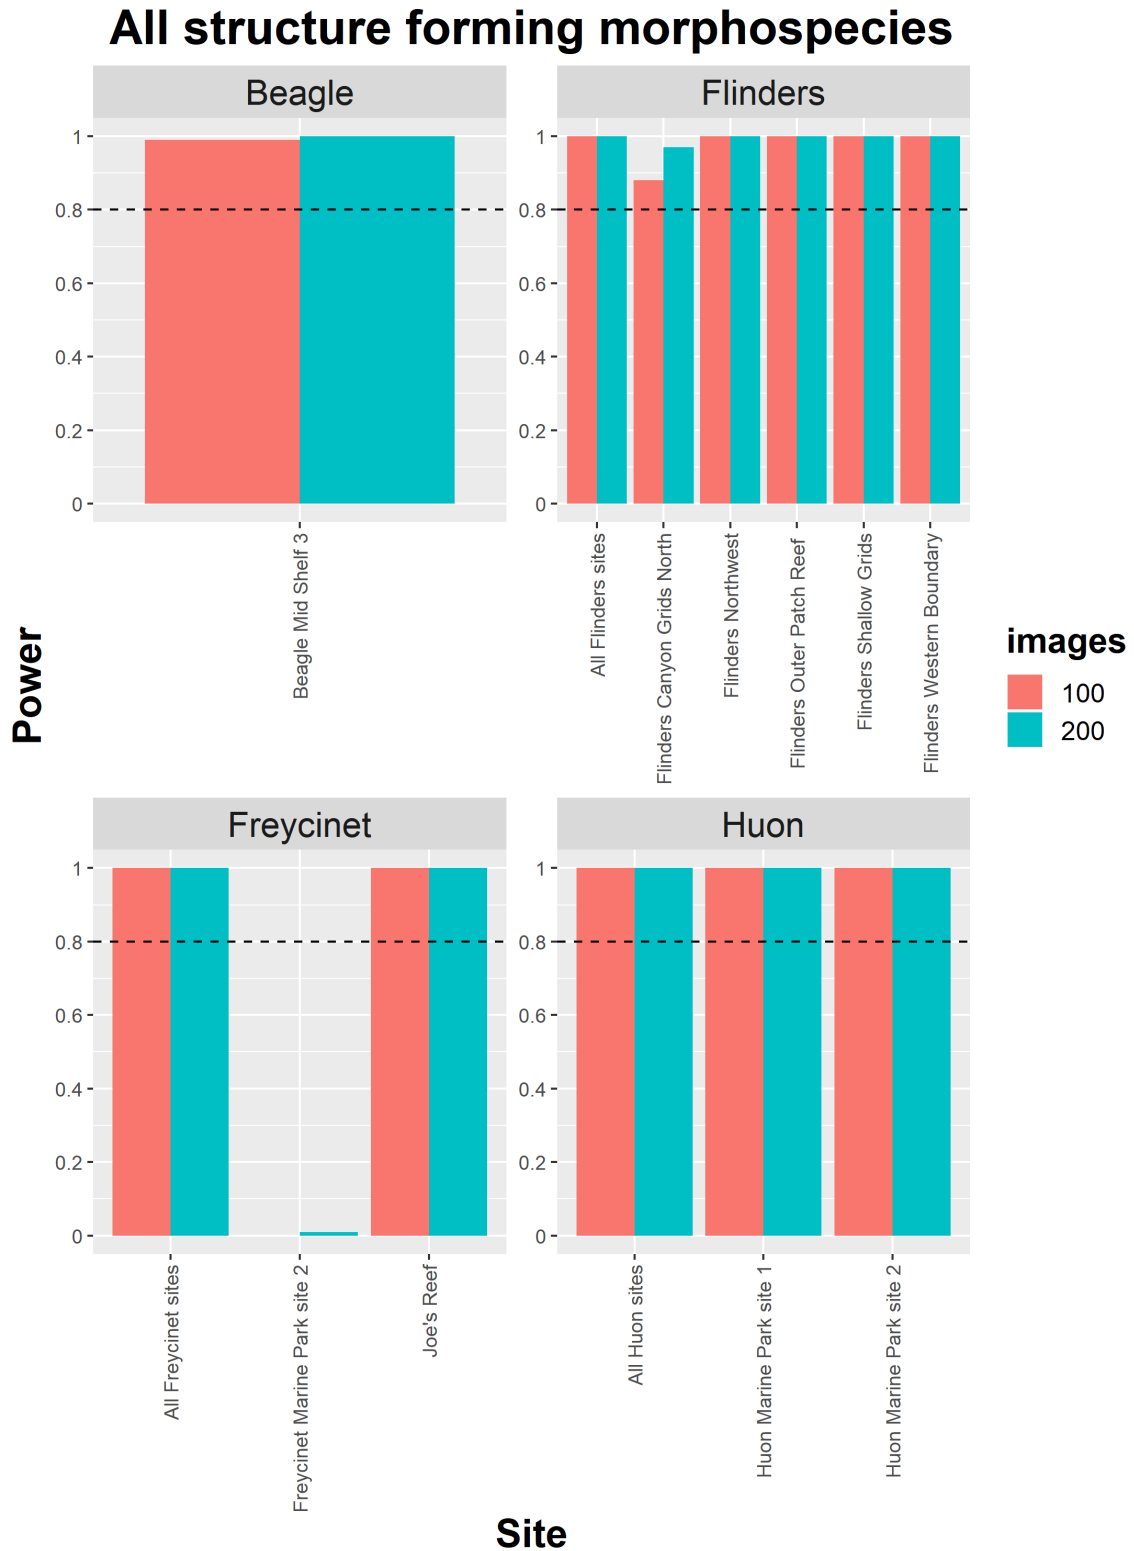 All structure forming morphospecies
Beagle
Flinders
1
0.8
0.6
0.4
0.2
0
1
0.8
0.6
0.4
0.2
0
Beagle Mid Shelf 3
All Flinders sites
Flinders Canyon Grids North
Flinders Northwest
Flinders Outer Patch Reef
Flinders Shallow Grids
Flinders Western Boundary
Power
images
100
200
Freycinet
Huon
1
0.8
0.6
0.4
0.2
0
1
0.8
0.6
0.4
0.2
0
All Freycinet sites
Freycinet Marine Park site 2
Joe's Reef
All Huon sites
Huon Marine Park site 1
Huon Marine Park site 2
Site